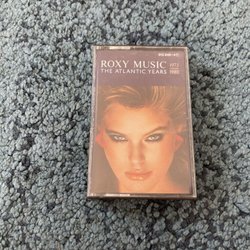 ROXY MUSIC 1973
THE ATLANTIC YEARS 1980